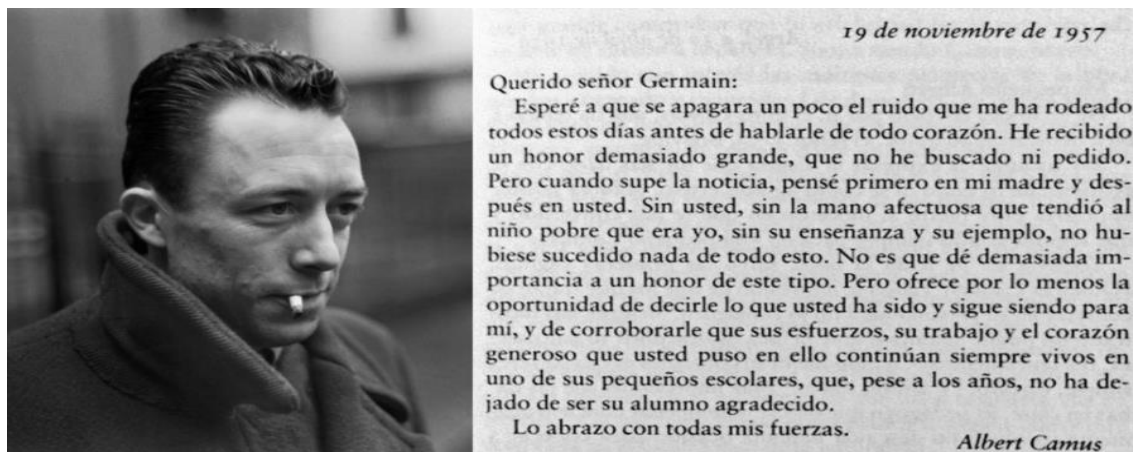 19 de noviembre de 1957
Querido señor Germain:
Esperé a que se apagara un poco el ruido que me ha rodeado
todos estos días antes de hablarle de todo corazón. He recibido
un honor demasiado grande, que no he buscado ni pedido.
Pero cuando supe la noticia, pensé primero en mi madre y des-
pués en usted. Sin usted, sin la mano afectuosa que tendió al
niño pobre que era yo, sin su enseñanza y su ejemplo, no hu-
biese sucedido nada de todo esto. No es que dé demasiada im-
portancia a un honor de este tipo. Pero ofrece por lo menos la
oportunidad de decirle lo que usted ha sido y sigue siendo para
mí, y de corroborarle que sus esfuerzos, su trabajo y el corazón
generoso que usted puso en ello continúan siempre vivos en
uno de sus pequeños escolares, que, pese a los años, no ha de-
jado de ser su alumno agradecido.
Lo abrazo con todas mis fuerzas.
Albert Camus